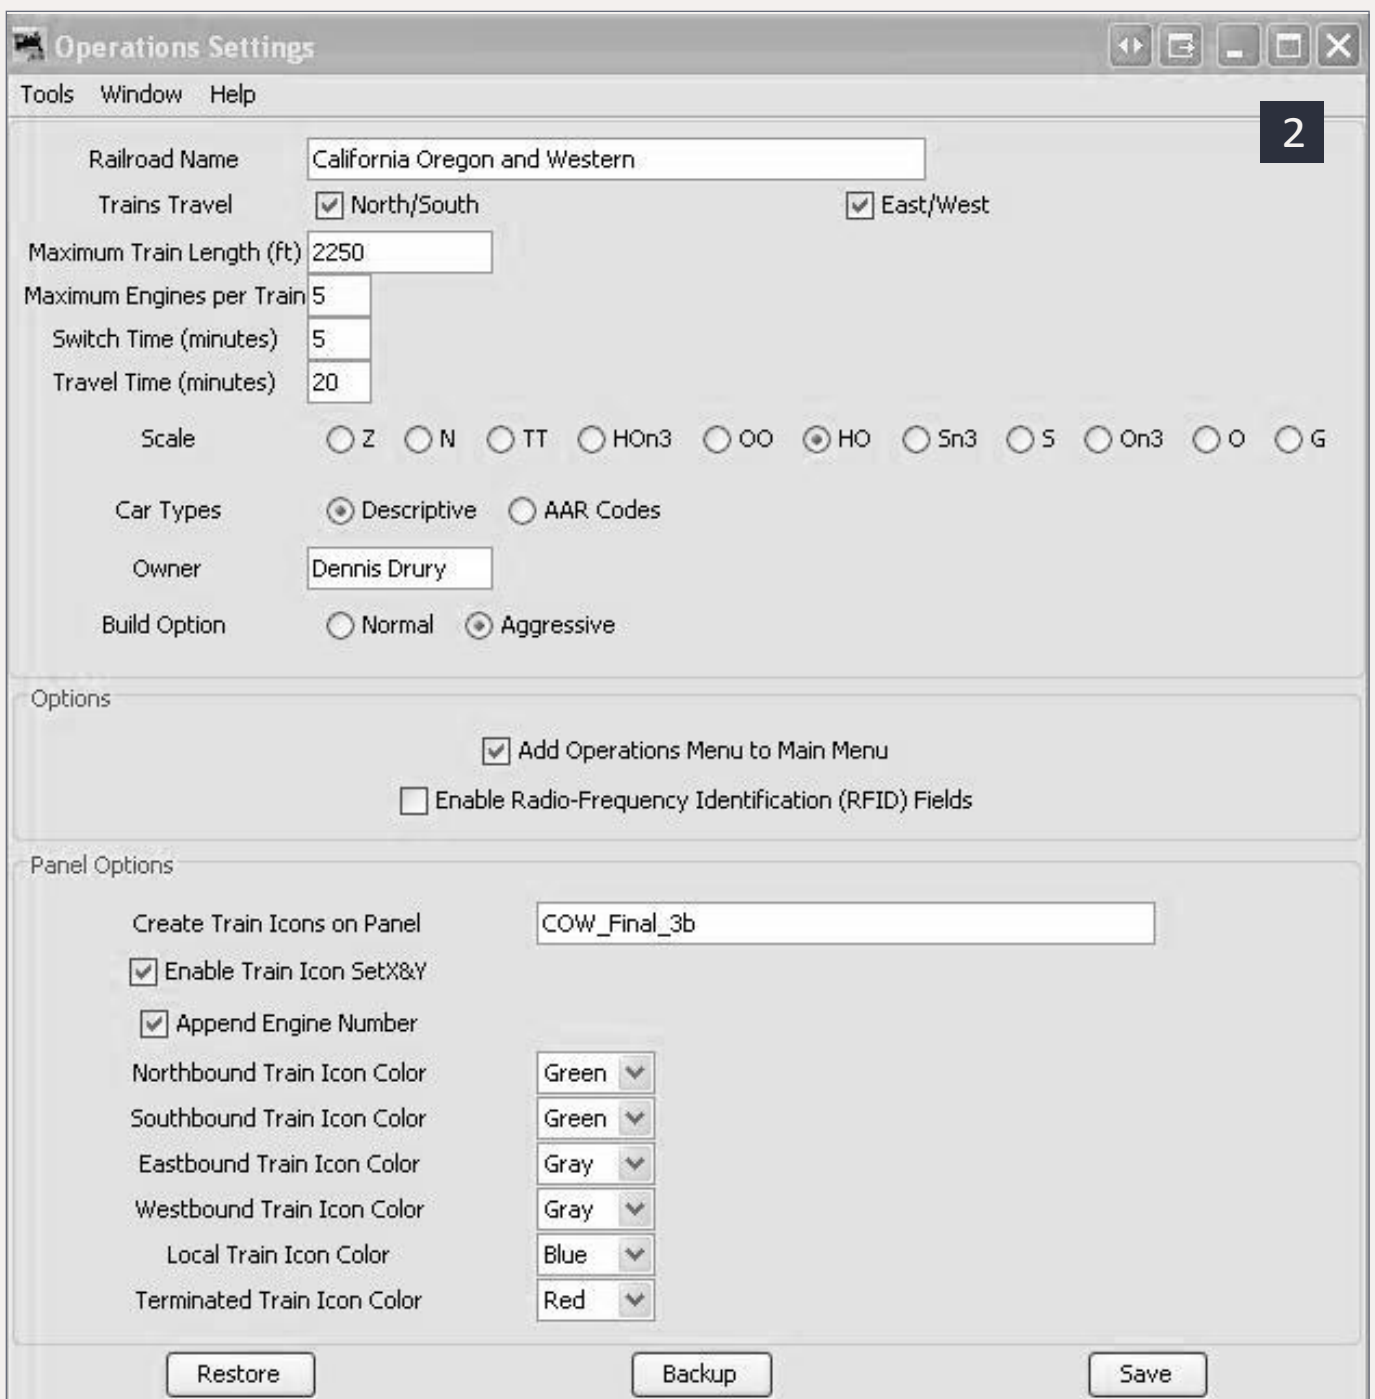 Operations Settings
Tools Window Help
2
Railroad Name California Oregon and Western
Trains Travel North/South East/West
Maximum Train Length (ft) 2250
Maximum Engines per Train 5
Switch Time (minutes) 5
Travel Time (minutes) 20
Scale Z N TT HOn3 OO HO Sn3 S On3 O G
Car Types Descriptive AAR Codes
Owner Dennis Drury
Build Option Normal Aggressive
Options
Add Operations Menu to Main Menu
Enable Radio-Frequency Identification (RFID) Fields
Panel Options
Create Train Icons on Panel COW_Final_3b
Enable Train Icon SetX&Y
Append Engine Number
Northbound Train Icon Color Green
Southbound Train Icon Color Green
Eastbound Train Icon Color Gray
Westbound Train Icon Color Gray
Local Train Icon Color Blue
Terminated Train Icon Color Red
Restore Backup Save